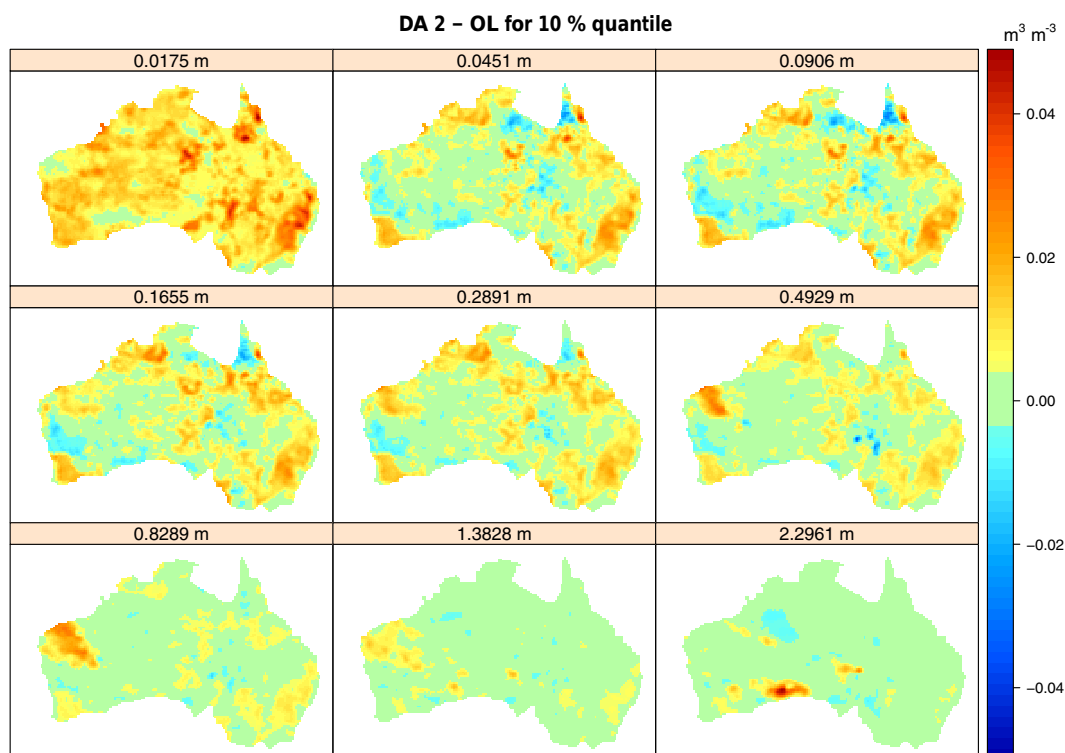 DA 2 – OL for 10 % quantile
m³ m⁻³
0.0175 m
0.0451 m
0.0906 m
0.04
0.02
0.1655 m
0.2891 m
0.4929 m
0.00
−0.02
0.8289 m
1.3828 m
2.2961 m
−0.04